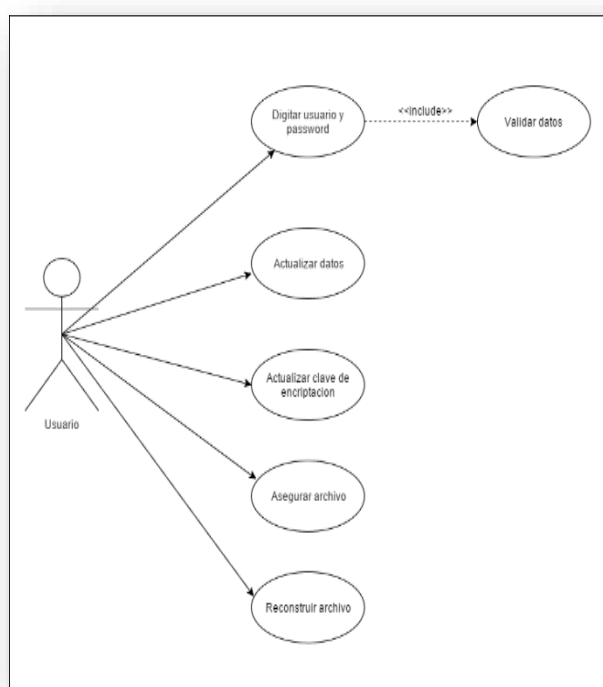 Digitar usuario y
password
<<include>>
Validar datos
Actualizar datos
Actualizar clave de
encriptacion
Usuario
Asegurar archivo
Reconstruir archivo